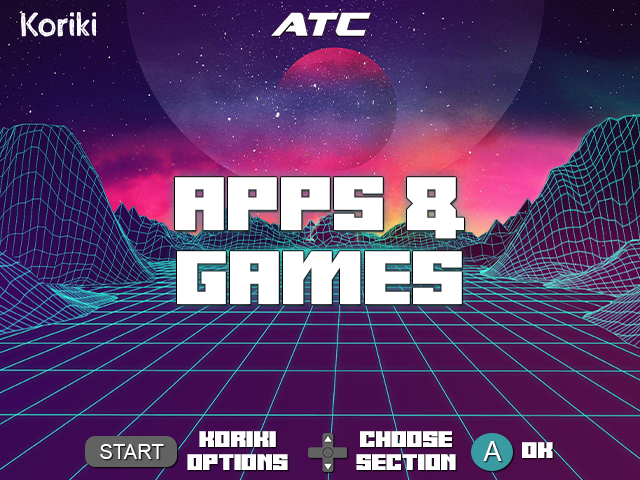 Koriki
ATC
APPS &
GAMES
START
KORIKI
OPTIONS
CHOOSE
SECTION
A
OK